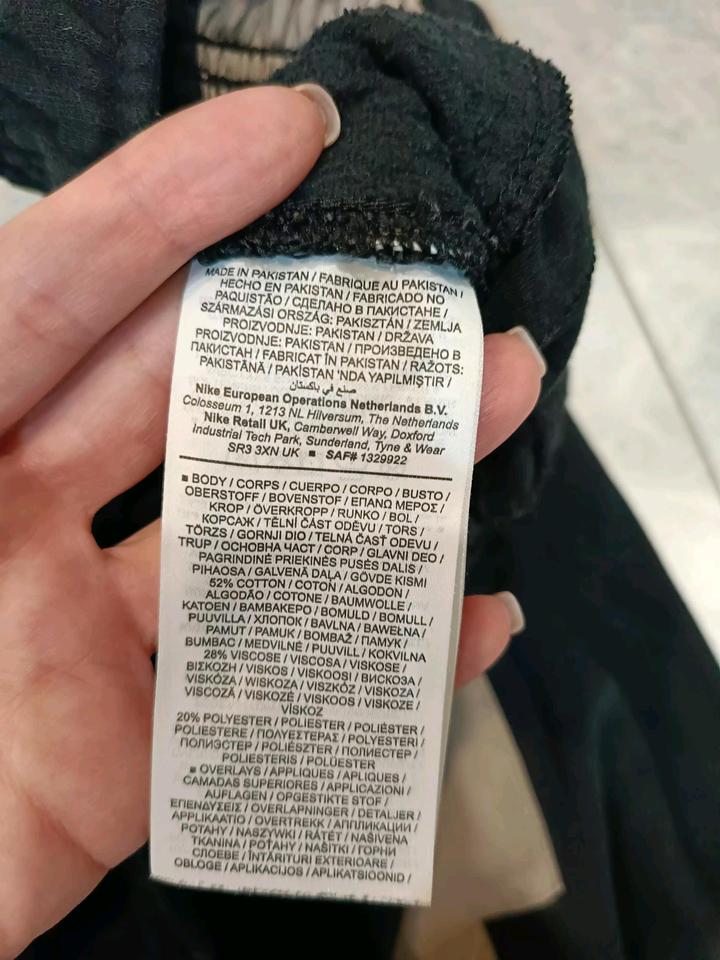 MADE IN PAKISTAN / FABRIQUE AU PAKISTAN /
HECHO EN PAKISTAN / FABRICADO NO
PAQUISTÃO / СДЕЛАНО В ПАКИСТАНЕ /
SZÁRMAZÁSI ORSZÁG: PAKISZTÁN / ZEMLJA
PROIZVODNJE: PAKISTAN / DRŽAVA
PROIZVODNJE: PAKISTAN / ПРОИЗВЕДЕНО В
ПАКИСТАН / FABRICAT ÎN PAKISTAN / RAŽOTS:
PAKISTĀNĀ / PAKİSTAN 'NDA YAPILMIŞTIR /
صنع في باكستان
Nike European Operations Netherlands B.V.
Colosseum 1, 1213 NL Hilversum, The Netherlands
Nike Retail UK, Camberwell Way, Doxford
Industrial Tech Park, Sunderland, Tyne & Wear
SR3 3XN UK ■ SAF# 1329922
■ BODY / CORPS / CUERPO / CORPO / BUSTO /
OBERSTOFF / BOVENSTOF / ΕΠΑΝΩ ΜΕΡΟΣ /
KROP / ÖVERKROPP / RUNKO / BOL /
КОРСАЖ / TĚLNÍ ČÁST ODĚVU / TORS /
TÖRZS / GORNJI DIO / TELNÁ ČASŤ ODEVU /
TRUP / ОСНОВНА ЧАСТ / CORP / GLAVNI DEO /
PAGRINDINĖ PRIEKINĖS PUSĖS DALIS /
PIHAOSA / GALVENĀ DAĻA / GÖVDE KISMI
52% COTTON / COTON / ALGODON /
ALGODÃO / COTONE / BAUMWOLLE /
KATOEN / ΒΑΜΒΑΚΕΡΟ / BOMULD / BOMULL /
PUUVILLA / ХЛОПОК / BAVLNA / BAWEŁNA /
PAMUT / PAMUK / BOMBAŽ / ПАМУК /
BUMBAC / MEDVILNĖ / PUUVILL / KOKVILNA
28% VISCOSE / VISCOSA / VISKOSE /
ΒΙΣΚΟΖΗ / VISKOS / VISKOOSI / ВИСКОЗА /
VISKÓZA / WISKOZA / VISZKÓZ / VISKOZA /
VISCOZĂ / VISKOZĖ / VISKOOS / VISKOZE /
VİSKOZ
20% POLYESTER / POLIESTER / POLIÉSTER /
POLIESTERE / ΠΟΛΥΕΣΤΕΡΑΣ / POLYESTERI /
ПОЛИЭСТЕР / POLIÉSZTER / ПОЛИЕСТЕР /
POLIESTERIS / POLÜESTER
■ OVERLAYS / APPLIQUES / APLIQUES /
CAMADAS SUPERIORES / APPLICAZIONI /
AUFLAGEN / OPGESTIKTE STOF /
ΕΠΕΝΔΥΣΕΙΣ / OVERLAPNINGER / DETALJER /
APPLIKAATIO / OVERTREKK / АППЛИКАЦИИ /
POTAHY / NASZYWKI / RÁTÉT / NAŠIVENA
TKANINA / POŤAHY / NAŠITKI / ГОРНИ
СЛОЕВЕ / ÎNTĂRITURI EXTERIOARE /
OBLOGE / APLIKACIJOS / APLIKATSIOONID /